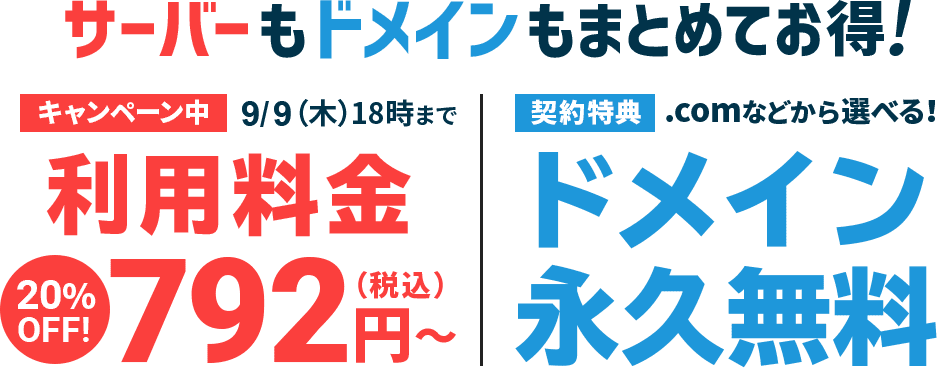 サーバーもドメインもまとめてお得!
キャンペーン中 9/9(木)18時まで
利用料金
20%
OFF!
792円~
(税込)
契約特典 .comなどから選べる!
ドメイン
永久無料